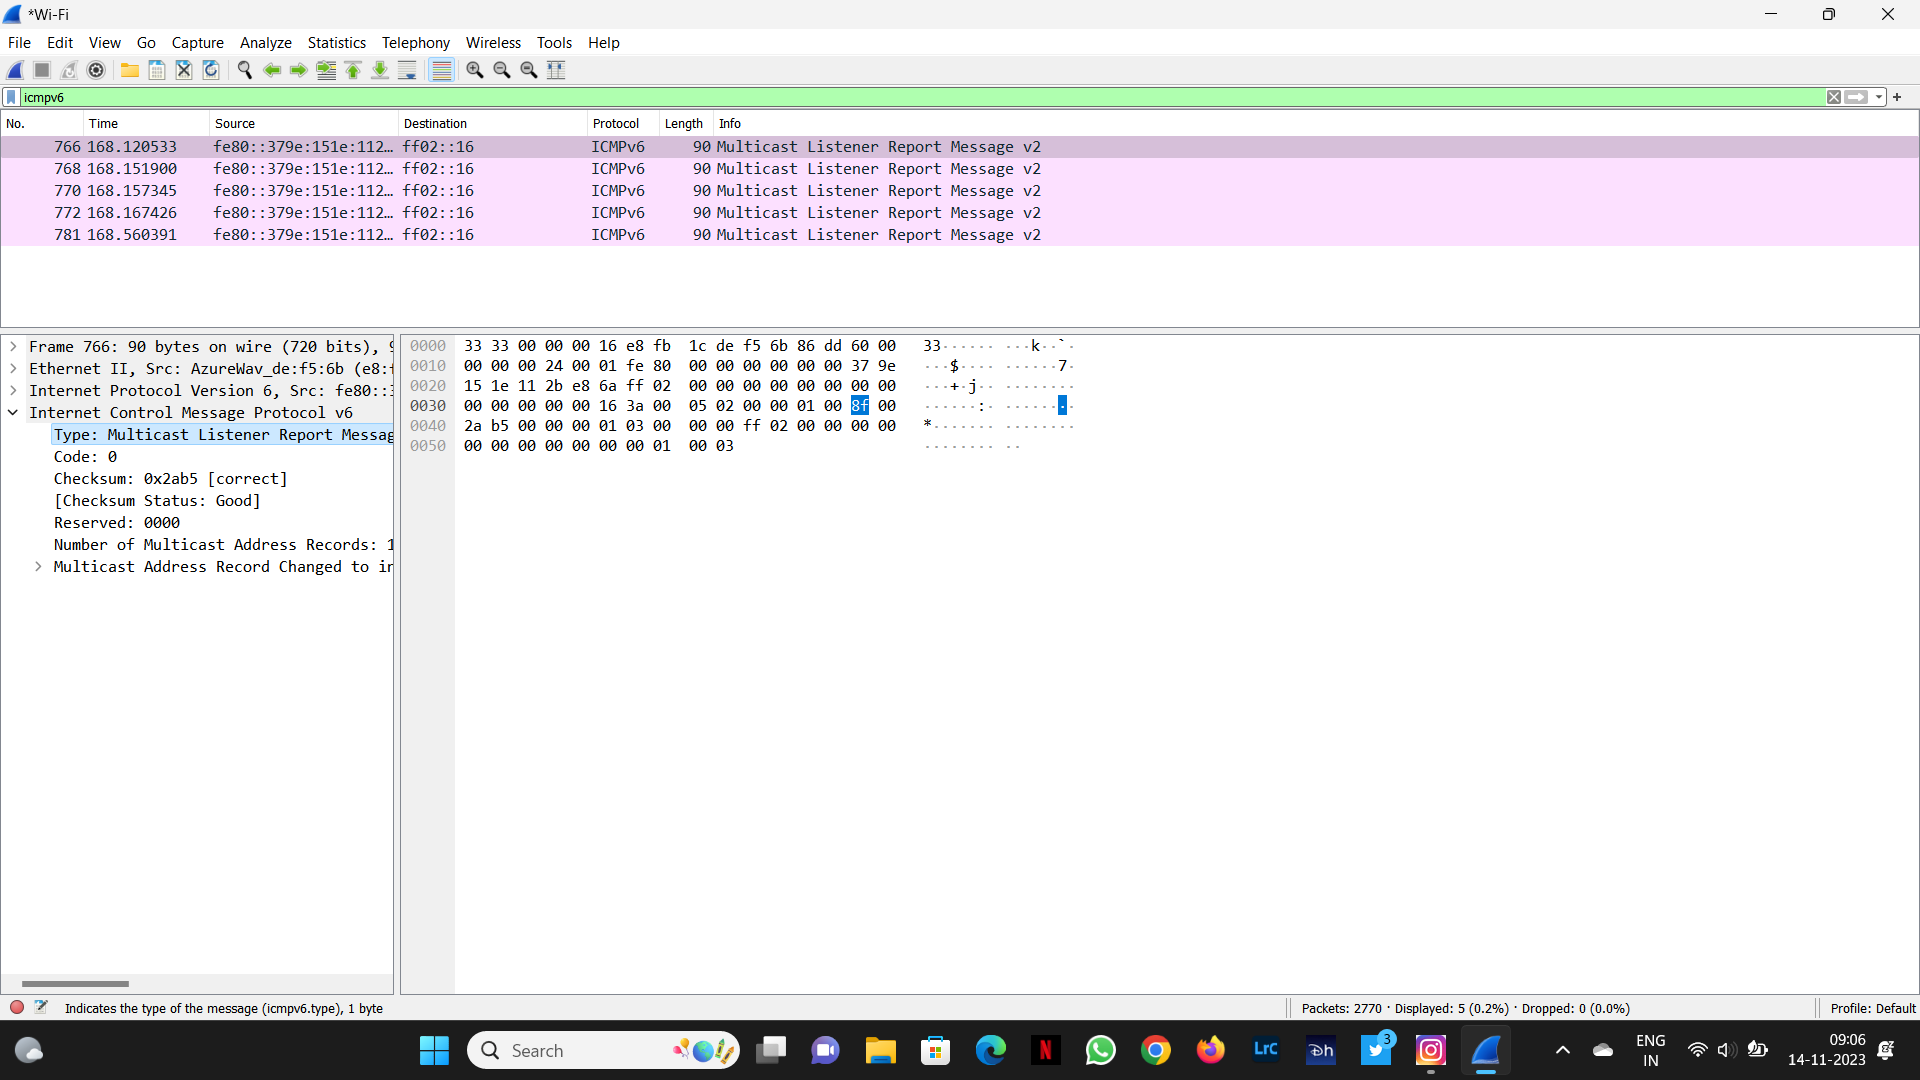 *Wi-Fi
File Edit View Go Capture Analyze Statistics Telephony Wireless Tools Help
icmpv6
No. Time Source Destination Protocol Length Info
766 168.120533 fe80::379e:151e:112… ff02::16 ICMPv6 90 Multicast Listener Report Message v2
768 168.151900 fe80::379e:151e:112… ff02::16 ICMPv6 90 Multicast Listener Report Message v2
770 168.157345 fe80::379e:151e:112… ff02::16 ICMPv6 90 Multicast Listener Report Message v2
772 168.167426 fe80::379e:151e:112… ff02::16 ICMPv6 90 Multicast Listener Report Message v2
781 168.560391 fe80::379e:151e:112… ff02::16 ICMPv6 90 Multicast Listener Report Message v2
Frame 766: 90 bytes on wire (720 bits), 9
Ethernet II, Src: AzureWav_de:f5:6b (e8:f
Internet Protocol Version 6, Src: fe80::3
Internet Control Message Protocol v6
Type: Multicast Listener Report Messag
Code: 0
Checksum: 0x2ab5 [correct]
[Checksum Status: Good]
Reserved: 0000
Number of Multicast Address Records: 1
Multicast Address Record Changed to in
0000 33 33 00 00 00 16 e8 fb 1c de f5 6b 86 dd 60 00 33······ ···k··`·
0010 00 00 00 24 00 01 fe 80 00 00 00 00 00 00 37 9e ···$···· ······7·
0020 15 1e 11 2b e8 6a ff 02 00 00 00 00 00 00 00 00 ···+·j·· ········
0030 00 00 00 00 00 16 3a 00 05 02 00 00 01 00 8f 00 ······:· ········
0040 2a b5 00 00 00 01 03 00 00 00 ff 02 00 00 00 00 *······· ········
0050 00 00 00 00 00 00 00 01 00 03 ········ ··
Indicates the type of the message (icmpv6.type), 1 byte
Packets: 2770 · Displayed: 5 (0.2%) · Dropped: 0 (0.0%)
Profile: Default
Search
N
LrC
Dh
3
ENG
IN
09:06
14-11-2023